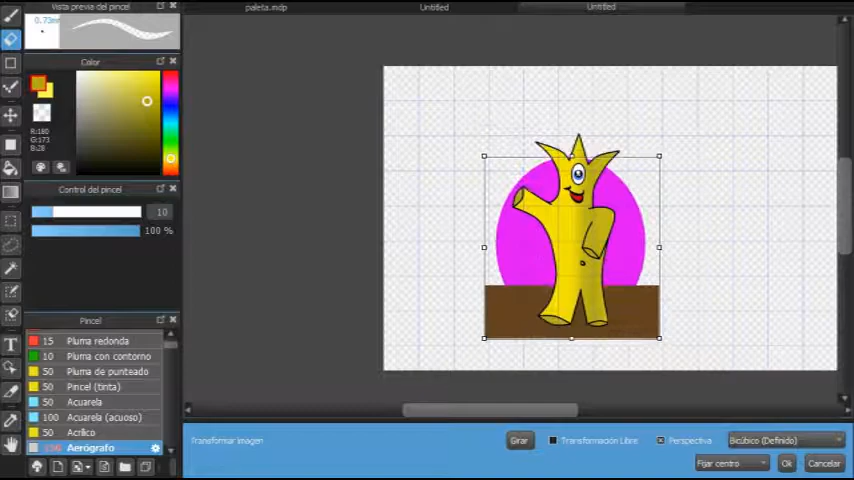 Vista previa del pincel
paleta.mdp
Untitled
Untitled
0.73mm
Color
R:180
G:173
B:28
Control del pincel
10
100 %
Pincel
15 Pluma redonda
10 Pluma con contorno
50 Pluma de punteado
50 Pincel (tinta)
50 Acuarela
100 Acuarela (acuoso)
50 Acrílico
Aerógrafo
Transformar imagen
Girar
Transformación Libre
Perspectiva
Bicúbico (Definido)
Fijar centro
Ok
Cancelar